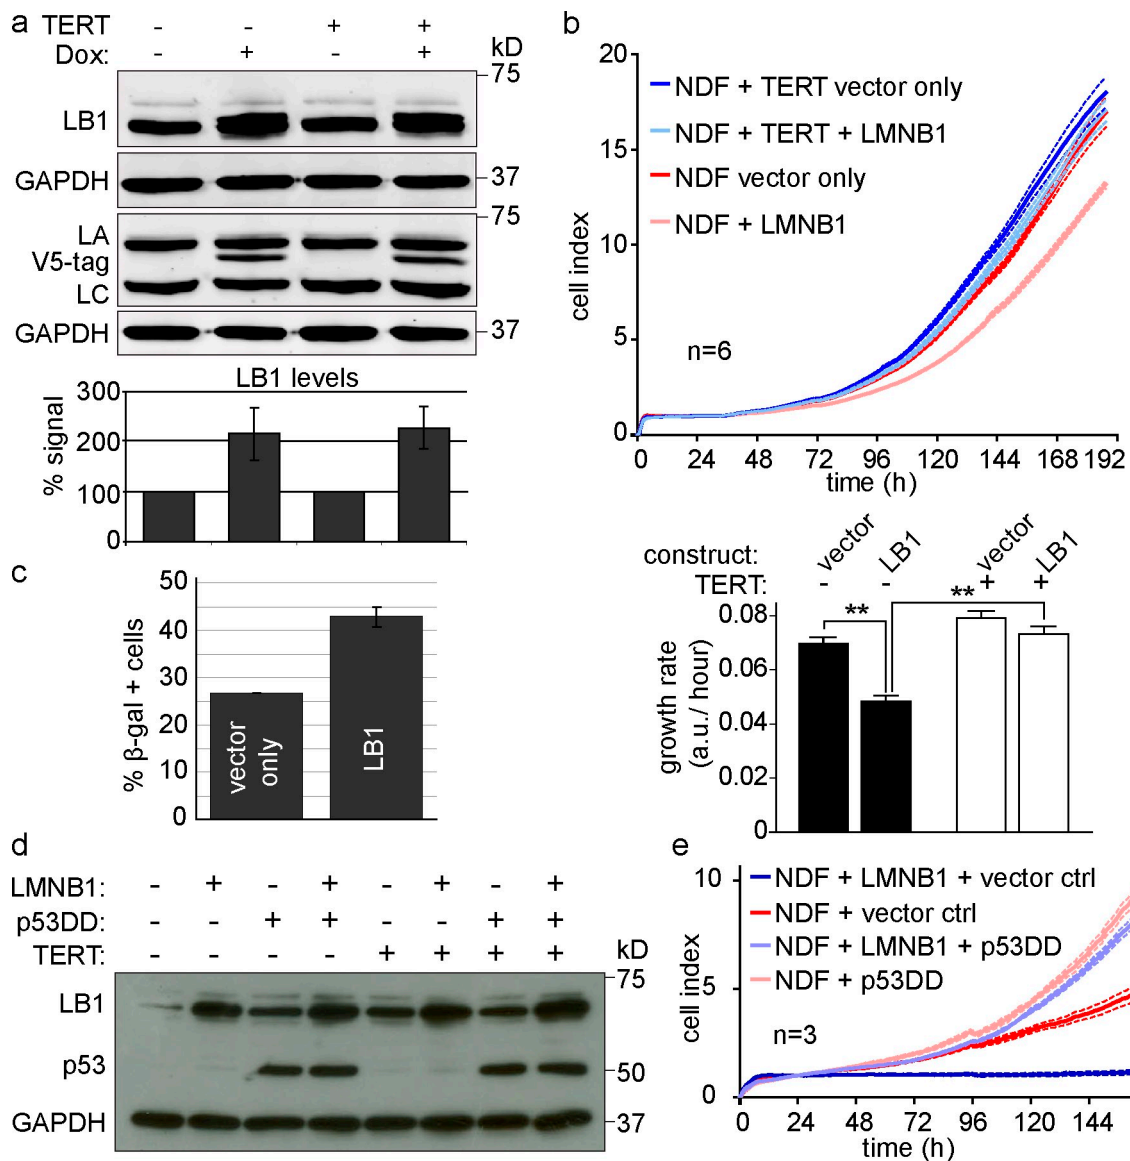 a
TERT - - + +
Dox: - + - + kD
75
LB1
GAPDH
37
75
LA
V5-tag
LC
GAPDH
37
LB1 levels
% signal
300
200
100
0
b
cell index
20
15
10
5
0
NDF + TERT vector only
NDF + TERT + LMNB1
NDF vector only
NDF + LMNB1
n=6
0 24 48 72 96 120 144 168 192
time (h)
construct: vector LB1 vector LB1
TERT: - - + +
** **
growth rate
(a.u./ hour)
0.08
0.06
0.04
0.02
0
c
% β-gal + cells
50
40
30
20
10
0
vector
only
LB1
d
LMNB1: - + - + - + - +
p53DD: - - + + - - + +
TERT: - - - - + + + + kD
75
LB1
p53
50
GAPDH
37
e
cell index
10
5
0
NDF + LMNB1 + vector ctrl
NDF + vector ctrl
NDF + LMNB1 + p53DD
NDF + p53DD
n=3
0 24 48 72 96 120 144
time (h)